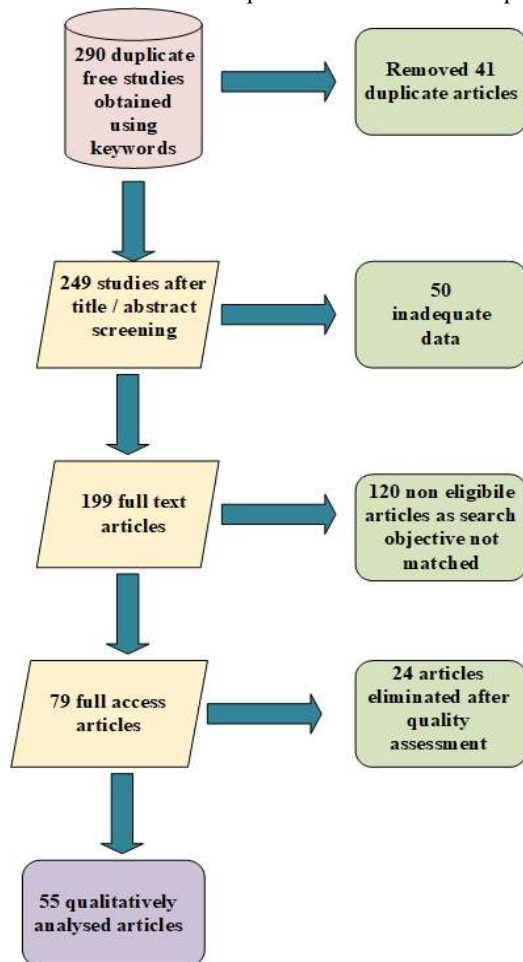 290 duplicate
free studies
obtained
using
keywords
Removed 41
duplicate articles
249 studies after
title / abstract
screening
50
inadequate
data
199 full text
articles
120 non eligibile
articles as search
objective not
matched
79 full access
articles
24 articles
eliminated after
quality
assessment
55 qualitatively
analysed articles